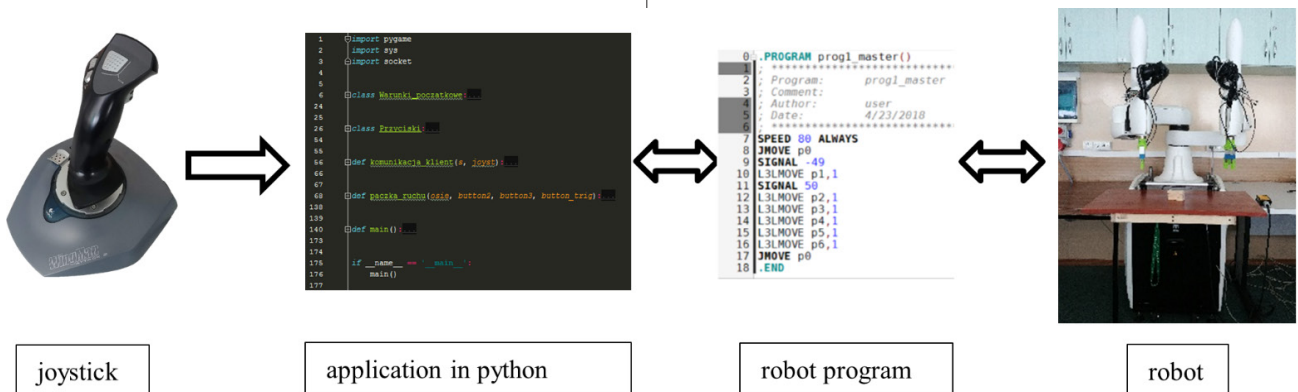 1 import pygame
2 import sys
3 import socket
4
5
6 class Warunki_poczatkowe:...
24
25
26 class Przyciski:...
54
55
56 def komunikacja_klient(s, joyst):...
66
67
68 def paczka_ruchu(osie, button2, button3, button_trig):...
138
139
140 def main():...
173
174
175 if __name__ == '__main__':
176 main()
177
0 .PROGRAM prog1_master()
1 ; *****************************
2 ; Program: prog1_master
3 ; Comment:
4 ; Author: user
5 ; Date: 4/23/2018
6 ; *****************************
7 SPEED 80 ALWAYS
8 JMOVE p0
9 SIGNAL -49
10 L3LMOVE p1,1
11 SIGNAL 50
12 L3LMOVE p2,1
13 L3LMOVE p3,1
14 L3LMOVE p4,1
15 L3LMOVE p5,1
16 L3LMOVE p6,1
17 JMOVE p0
18 .END
joystick
application in python
robot program
robot